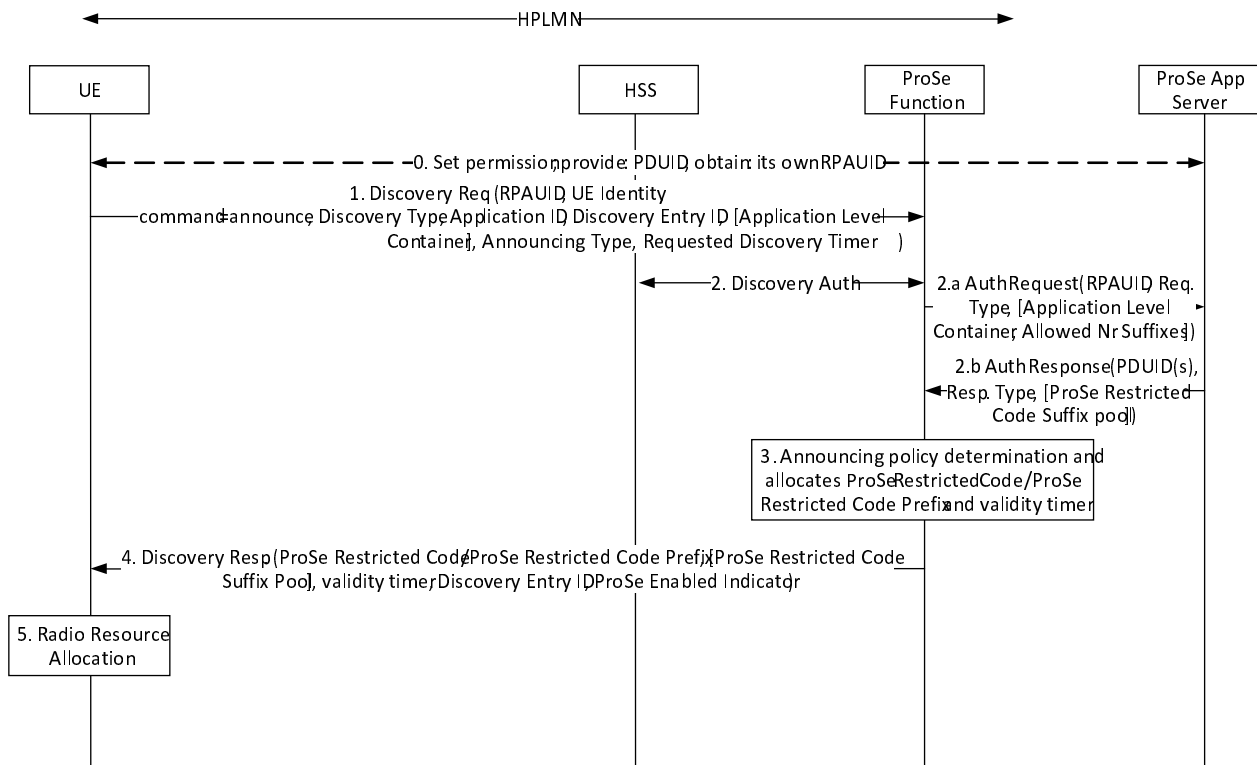 HPLMN
UE
HSS
ProSe
Function
ProSe App
Server
0. Set permission, provide: PDUID, obtain: its own RPAUID
1. Discovery Req (RPAUID, UE Identity
command=announce, Discovery Type, Application ID, Discovery Entry ID, [Application Level
Container], Announcing Type, Requested Discovery Timer )
2. Discovery Auth
2.a Auth Request (RPAUID, Req.
Type, [Application Level
Container, Allowed Nr Suffixes])
2.b Auth Response (PDUID(s),
Resp. Type, [ProSe Restricted
Code Suffix pool])
3. Announcing policy determination and
allocates ProSe Restricted Code/ProSe
Restricted Code Prefix and validity timer
4. Discovery Resp (ProSe Restricted Code/ProSe Restricted Code Prefix, [ProSe Restricted Code
Suffix Pool], validity timer, Discovery Entry ID, ProSe Enabled Indicator)
5. Radio Resource
Allocation